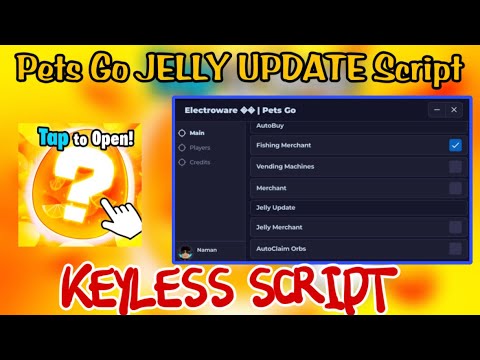 Pets Go JELLY UPDATE Script
Tap to Open!
?
Electroware �� | Pets Go
Main
Players
Credits
Naman
AutoBuy
Fishing Merchant
Vending Machines
Merchant
Jelly Update
Jelly Merchant
AutoClaim Orbs
KEYLESS SCRIPT